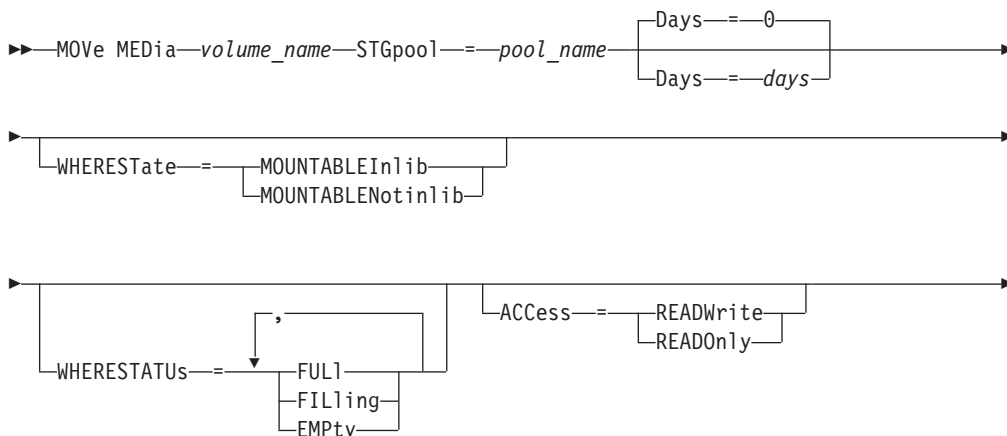 Days = 0
MOVe MEDia volume_name STGpool = pool_name
Days = days
WHEREState = MOUNTABLEInlib
MOUNTABLENotinlib
,
WHERESTATUs = FULl
FILling
EMPty
ACCess = READWrite
READOnly